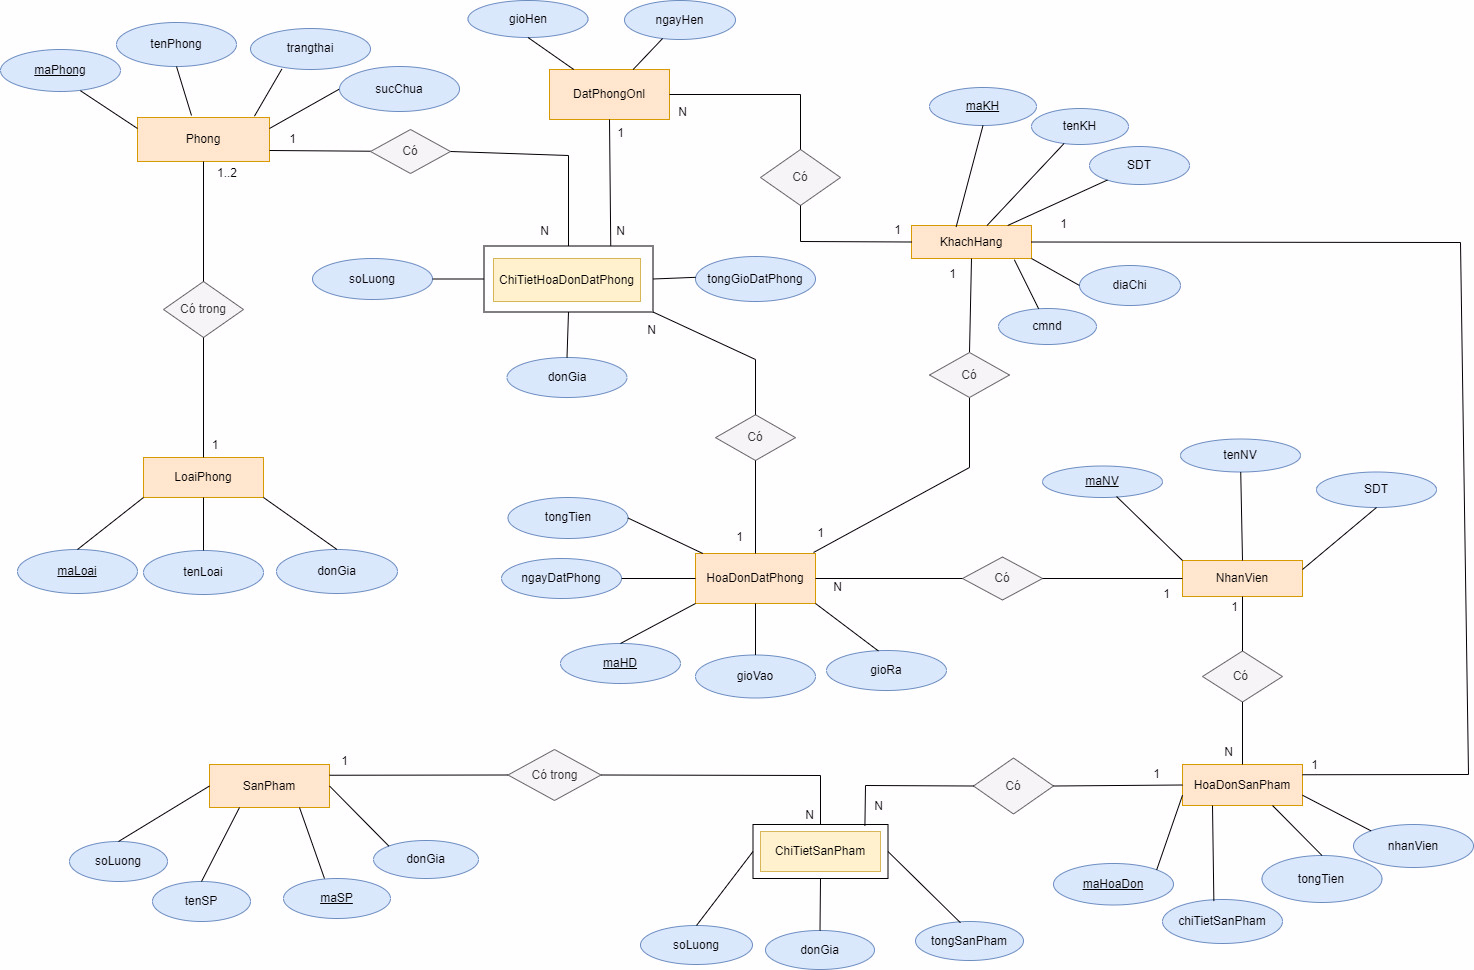 gioHen
ngayHen
tenPhong
trangthai
maPhong
sucChua
DatPhongOnl
N
maKH
tenKH
SDT
Phong
1
1
Có
1..2
Có
1
1
N
N
KhachHang
1
ChiTietHoaDonDatPhong
soLuong
tongGioDatPhong
diaChi
Có trong
N
cmnd
donGia
Có
Có
1
LoaiPhong
tenNV
maNV
SDT
tongTien
1
1
maLoai
tenLoai
donGia
ngayDatPhong
HoaDonDatPhong
N
Có
1
NhanVien
1
maHD
gioVao
gioRa
Có
N
1
Có trong
1
1
SanPham
Có
HoaDonSanPham
N
N
ChiTietSanPham
soLuong
donGia
nhanVien
tenSP
maSP
maHoaDon
tongTien
chiTietSanPham
soLuong
donGia
tongSanPham